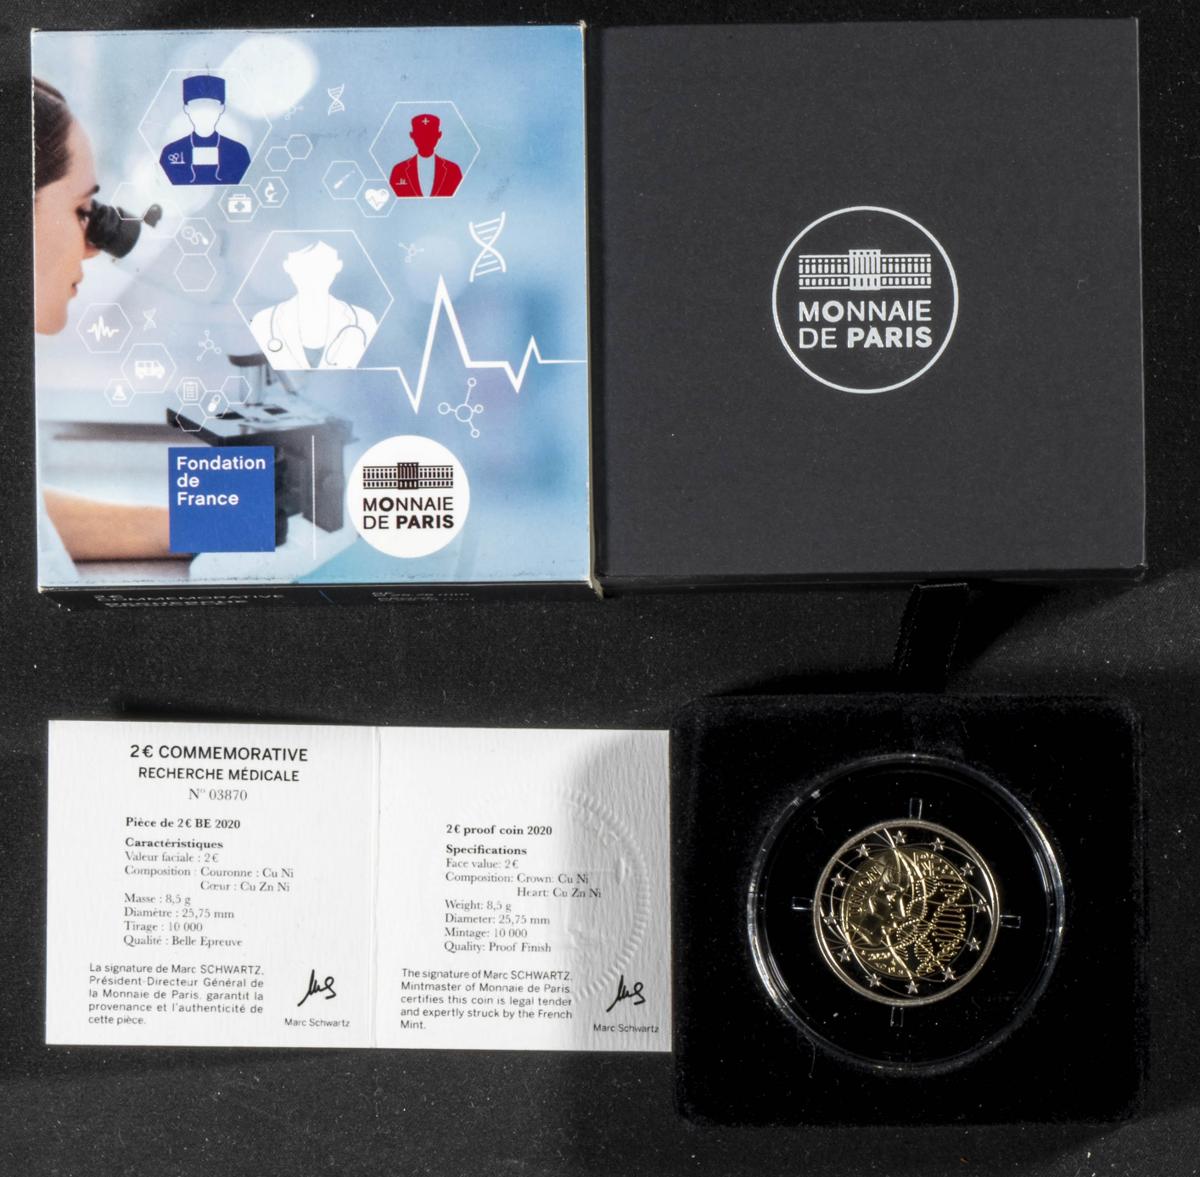 Fondation
de
France
MONNAIE
DE PARIS
MONNAIE
DE PARIS
2€ COMMEMORATIVE
2€ COMMEMORATIVE
RECHERCHE MÉDICALE
N° 03870
Pièce de 2€ BE 2020
Caractéristiques
Valeur faciale : 2€
Composition : Couronne : Cu Ni
Cœur : Cu Zn Ni
Masse : 8,5 g
Diamètre : 25,75 mm
Tirage : 10 000
Qualité : Belle Epreuve
La signature de Marc SCHWARTZ,
Président-Directeur Général de
la Monnaie de Paris, garantit la
provenance et l'authenticité de
cette pièce.
Marc Schwartz
2€ proof coin 2020
Specifications
Face value: 2€
Composition: Crown: Cu Ni
Heart: Cu Zn Ni
Weight: 8,5 g
Diameter: 25,75 mm
Mintage: 10 000
Quality: Proof Finish
The signature of Marc SCHWARTZ,
Mintmaster of Monnaie de Paris
certifies this coin is legal tender
and expertly struck by the French
Mint.
Marc Schwartz
2020